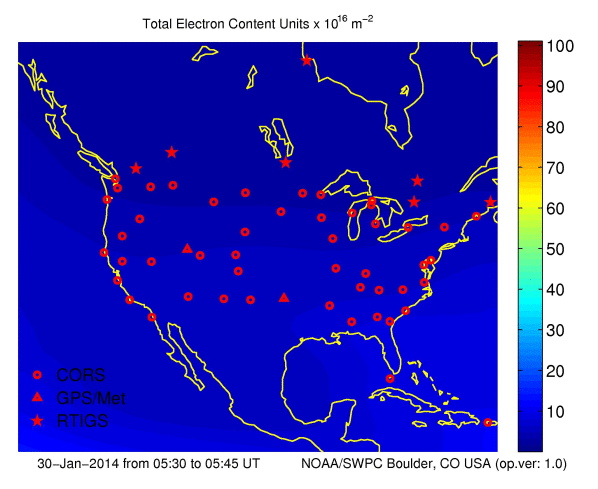 Total Electron Content Units x 10^16 m^-2
100
90
80
70
60
50
40
30
20
10
CORS
GPS/Met
RTIGS
30-Jan-2014 from 05:30 to 05:45 UT
NOAA/SWPC Boulder, CO USA (op.ver: 1.0)